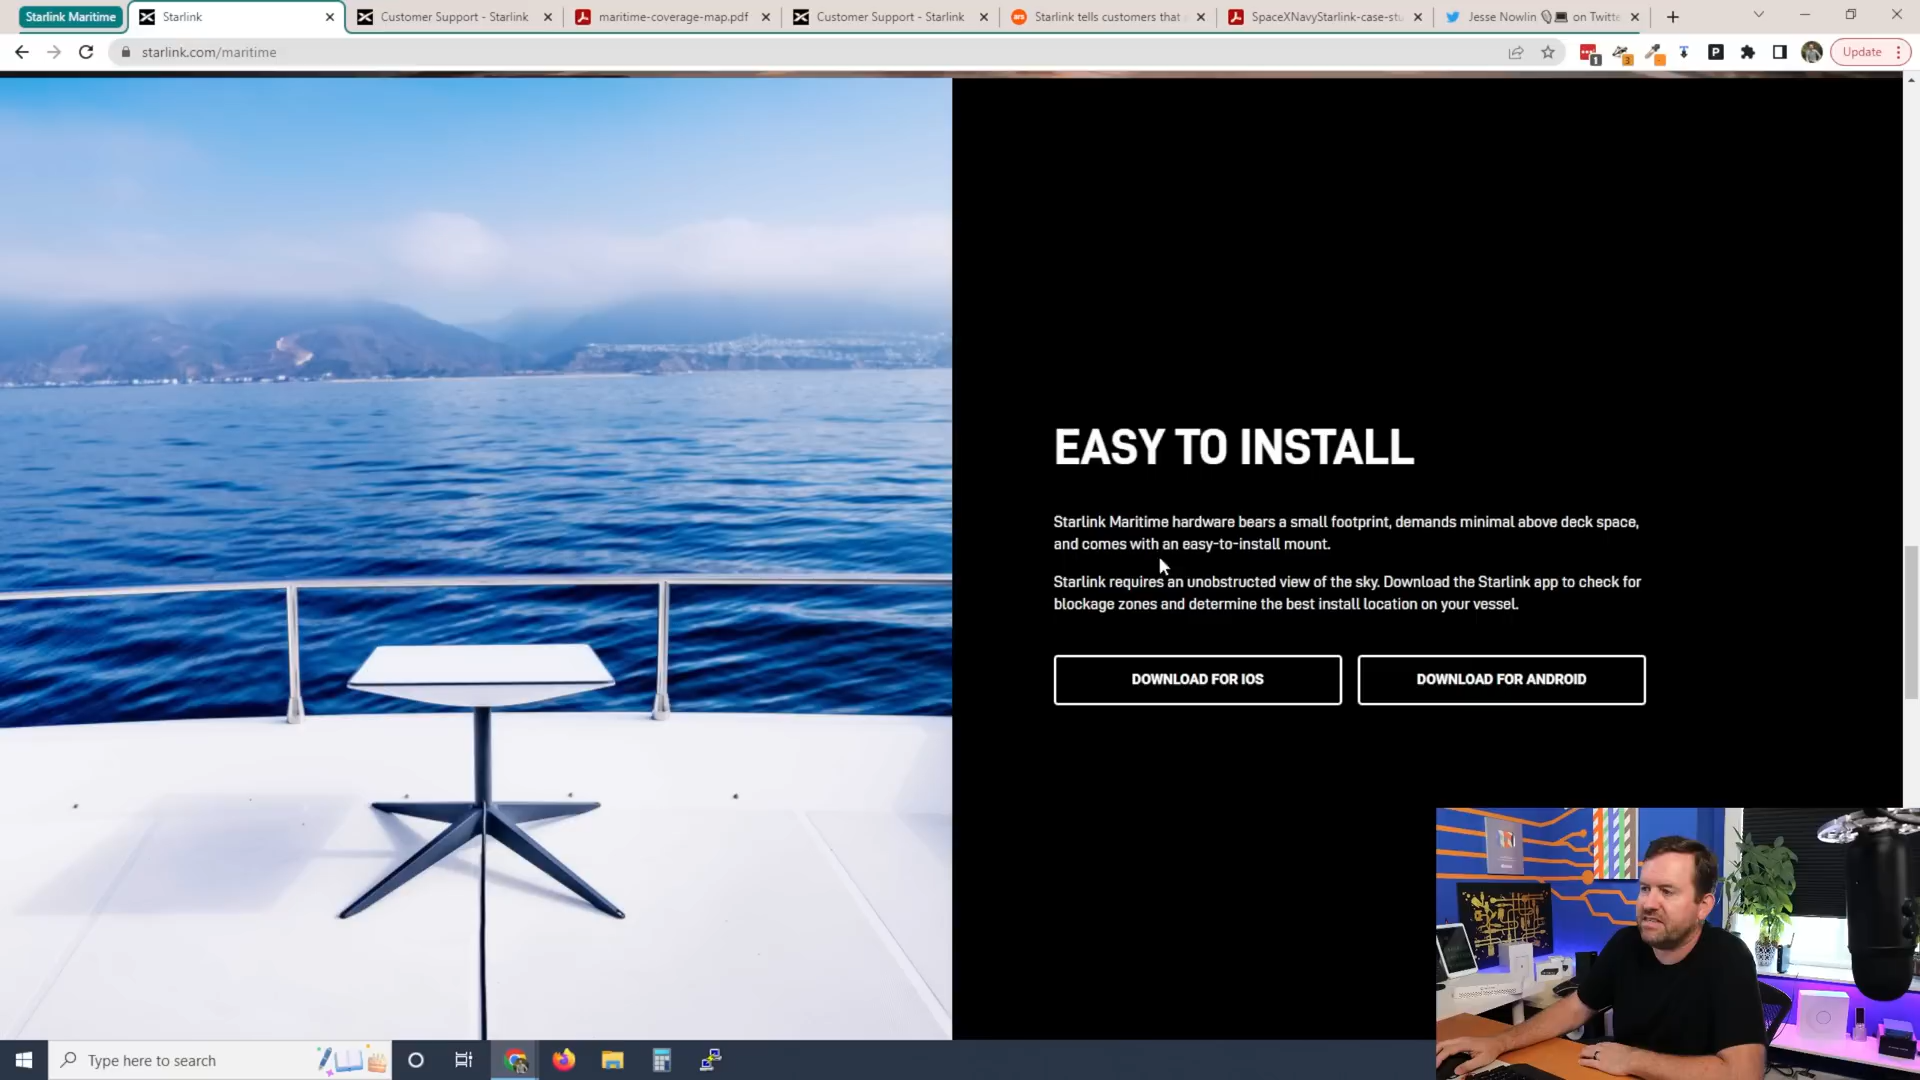 Starlink Maritime
Starlink
Customer Support - Starlink
maritime-coverage-map.pdf
Customer Support - Starlink
Starlink tells customers that
SpaceXNavyStarlink-case-stu
Jesse Nowlin on Twitte
starlink.com/maritime
1
3
P
Update
EASY TO INSTALL
Starlink Maritime hardware bears a small footprint, demands minimal above deck space,
and comes with an easy-to-install mount.
Starlink requires an unobstructed view of the sky. Download the Starlink app to check for
blockage zones and determine the best install location on your vessel.
DOWNLOAD FOR IOS
DOWNLOAD FOR ANDROID
Type here to search